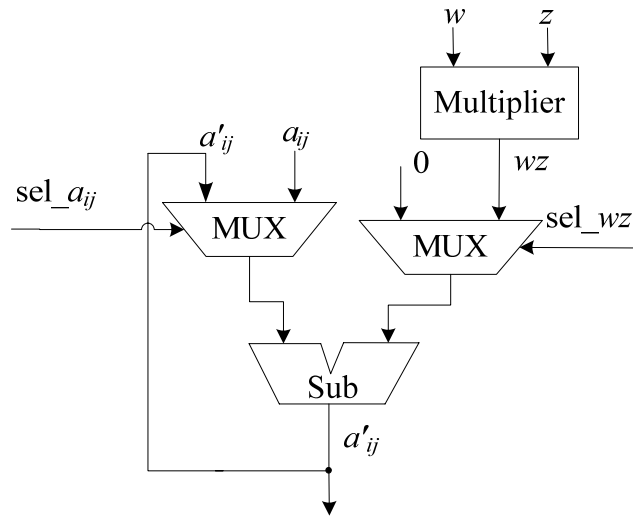 w z
Multiplier
a'ij aij 0 wz
sel_aij
MUX MUX sel_wz
Sub
a'ij